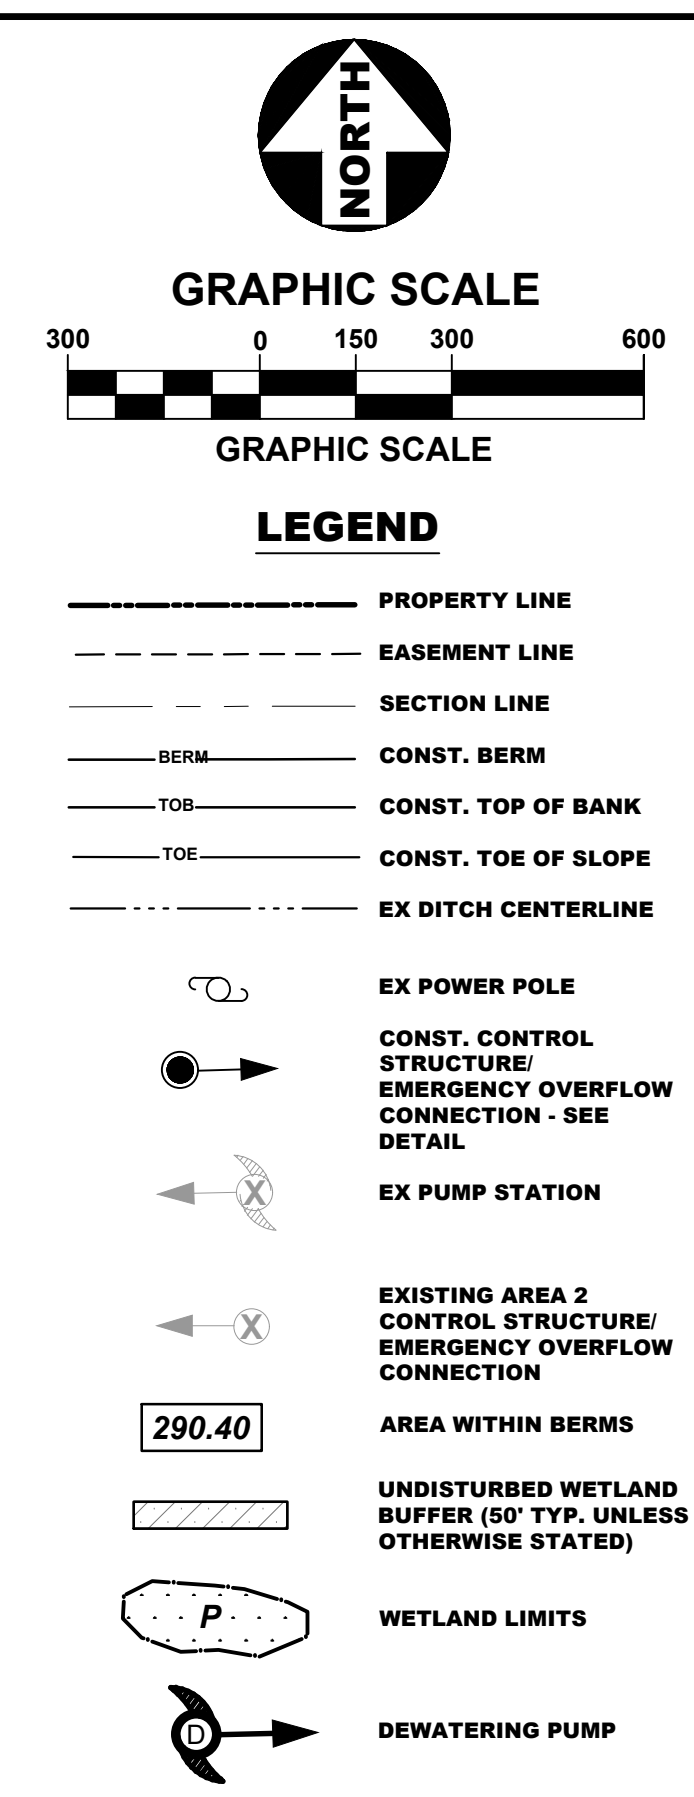 NORTH
GRAPHIC SCALE
300 0 150 300 600
GRAPHIC SCALE
LEGEND
PROPERTY LINE
EASEMENT LINE
SECTION LINE
BERM CONST. BERM
TOB CONST. TOP OF BANK
TOE CONST. TOE OF SLOPE
EX DITCH CENTERLINE
EX POWER POLE
CONST. CONTROL
STRUCTURE/
EMERGENCY OVERFLOW
CONNECTION - SEE
DETAIL
X EX PUMP STATION
EXISTING AREA 2
CONTROL STRUCTURE/
X EMERGENCY OVERFLOW
CONNECTION
290.40 AREA WITHIN BERMS
UNDISTURBED WETLAND
BUFFER (50' TYP. UNLESS
OTHERWISE STATED)
P WETLAND LIMITS
D DEWATERING PUMP